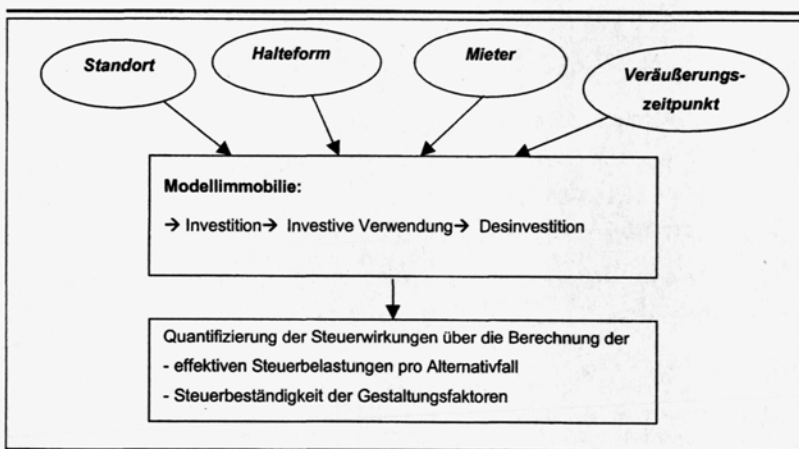 Standort
Halteform
Mieter
Veräußerungs-
zeitpunkt
Modellimmobilie:
→ Investition→ Investive Verwendung→ Desinvestition
Quantifizierung der Steuerwirkungen über die Berechnung der
- effektiven Steuerbelastungen pro Alternativfall
- Steuerbeständigkeit der Gestaltungsfaktoren